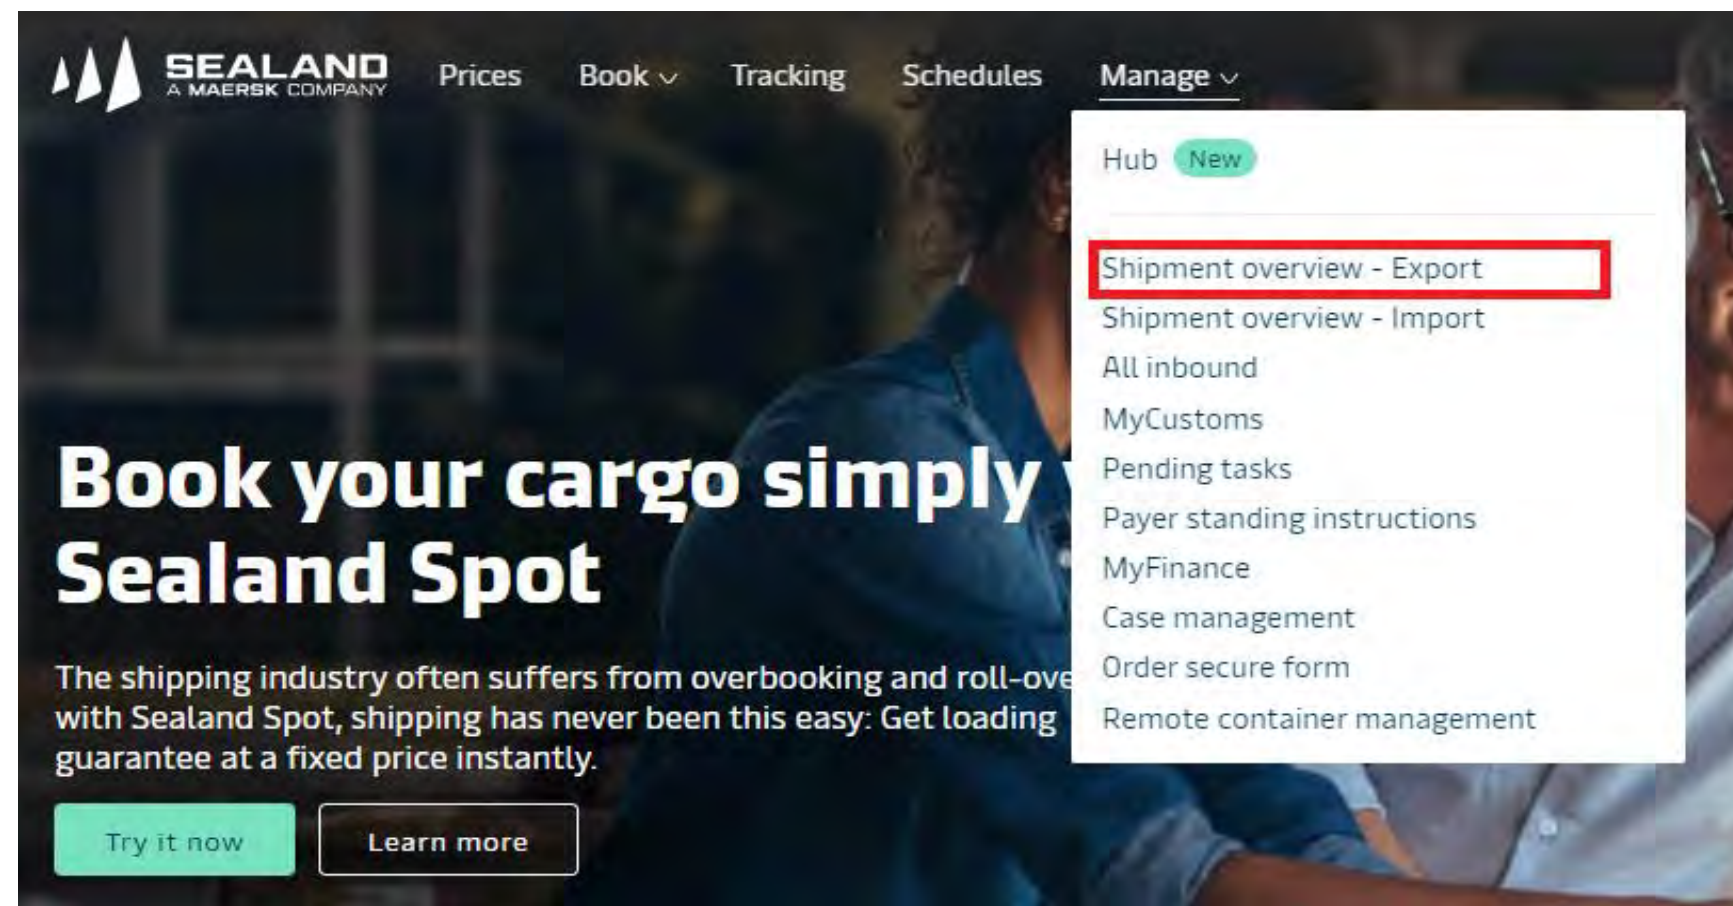 SEALAND
A MAERSK COMPANY
Prices
Book
Tracking
Schedules
Manage
Hub New
Shipment overview - Export
Shipment overview - Import
All inbound
MyCustoms
Pending tasks
Payer standing instructions
MyFinance
Case management
Order secure form
Remote container management
Book your cargo simply
Sealand Spot
The shipping industry often suffers from overbooking and roll-ove
with Sealand Spot, shipping has never been this easy: Get loading
guarantee at a fixed price instantly.
Try it now
Learn more